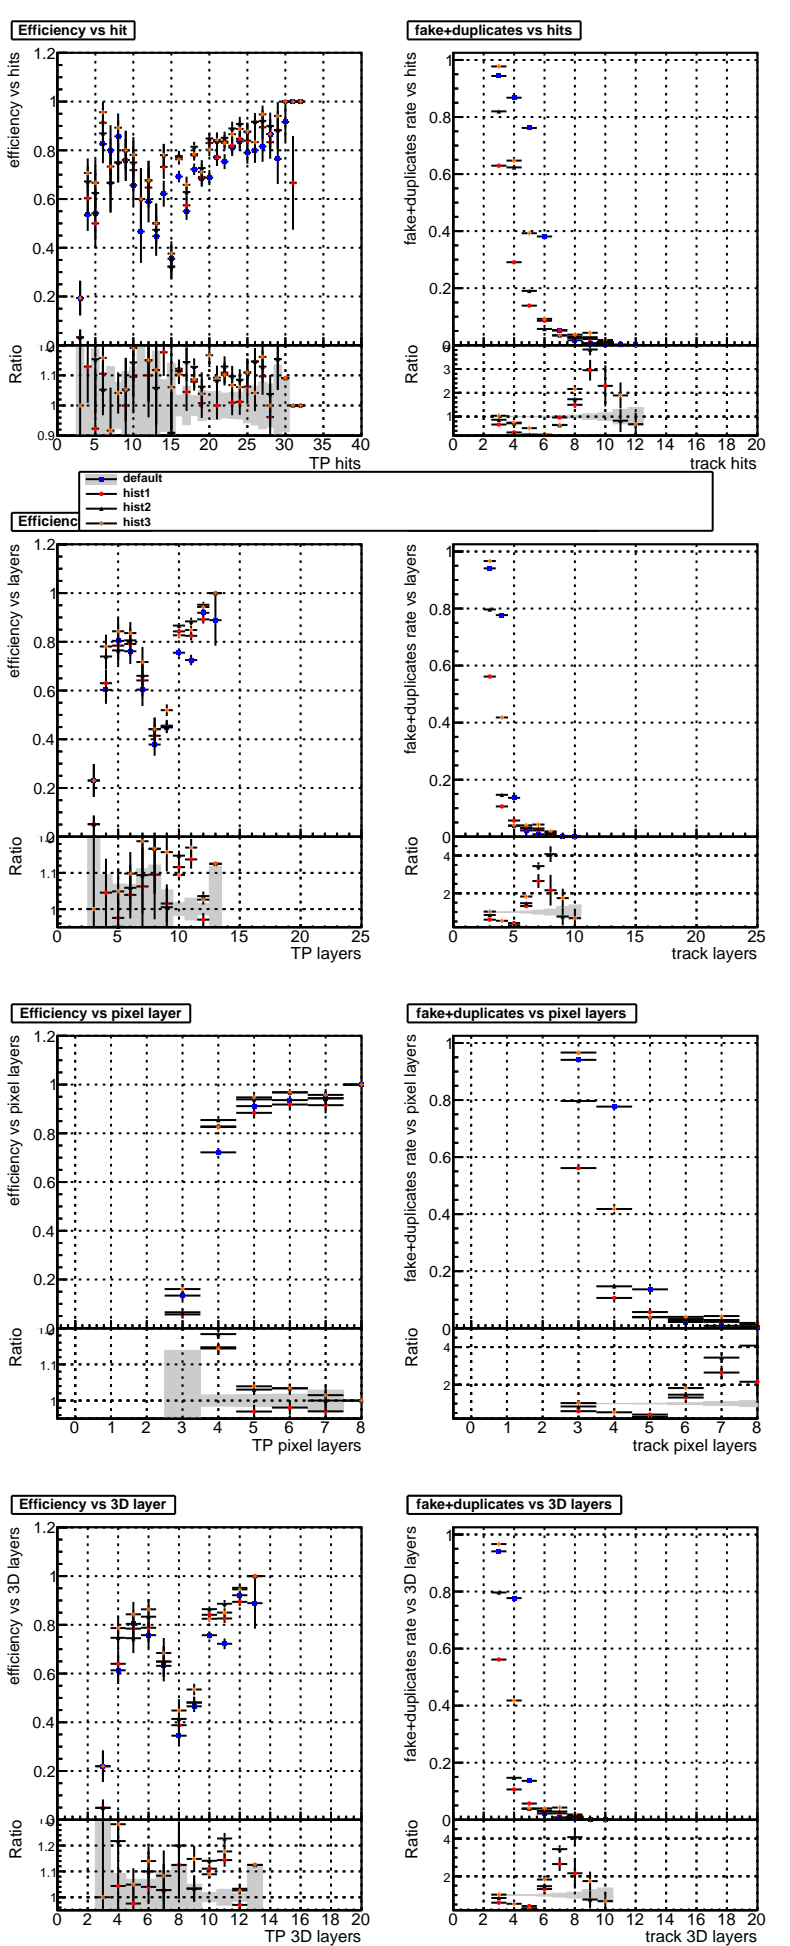 Efficiency vs hit
fake+duplicates vs hits
efficiency vs hits
1.2
1
0.8
0.6
0.4
0.2
0
Ratio
1.1
1
0.9
0 5 10 15 20 25 30 35 40
TP hits
fake+duplicates rate vs hits
1
0.8
0.6
0.4
0.2
0
Ratio
3
2
1
0 2 4 6 8 10 12 14 16 18 20
track hits
default
hist1
hist2
hist3
Efficienc
efficiency vs layers
1.2
1
0.8
0.6
0.4
0.2
0
Ratio
1.1
1
0 5 10 15 20 25
TP layers
fake+duplicates rate vs layers
1
0.8
0.6
0.4
0.2
0
Ratio
4
2
0 5 10 15 20 25
track layers
Efficiency vs pixel layer
fake+duplicates vs pixel layers
efficiency vs pixel layers
1.2
1
0.8
0.6
0.4
0.2
0
Ratio
1.1
1
0 1 2 3 4 5 6 7 8
TP pixel layers
fake+duplicates rate vs pixel layers
1
0.8
0.6
0.4
0.2
0
Ratio
4
2
0 1 2 3 4 5 6 7 8
track pixel layers
Efficiency vs 3D layer
fake+duplicates vs 3D layers
efficiency vs 3D layers
1.2
1
0.8
0.6
0.4
0.2
0
Ratio
1.2
1.1
1
0 2 4 6 8 10 12 14 16 18 20
TP 3D layers
fake+duplicates rate vs 3D layers
1
0.8
0.6
0.4
0.2
0
Ratio
4
2
0 2 4 6 8 10 12 14 16 18 20
track 3D layers